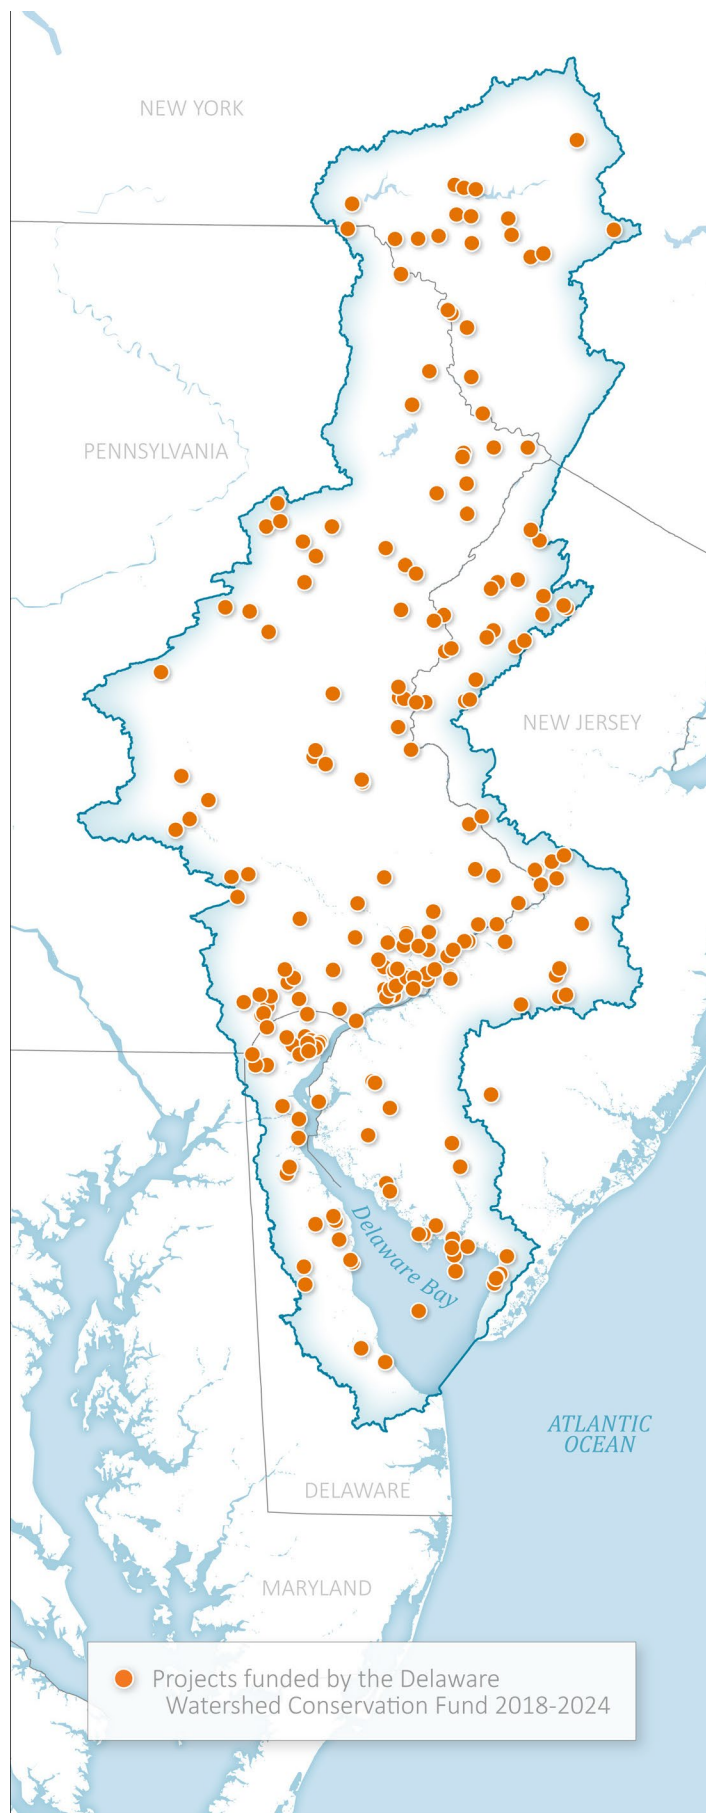 NEW YORK
PENNSYLVANIA
NEW JERSEY
Delaware Bay
ATLANTIC
OCEAN
DELAWARE
MARYLAND
Projects funded by the Delaware
Watershed Conservation Fund 2018-2024